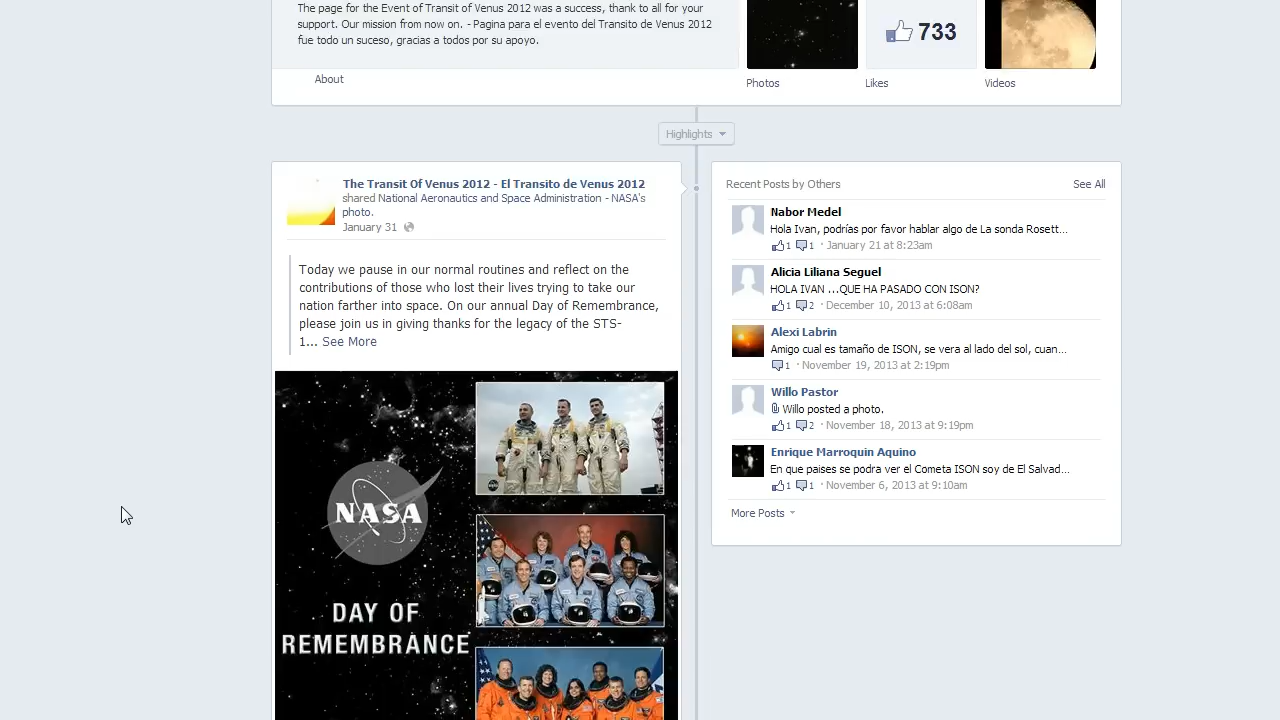 The page for the Event of Transit of Venus 2012 was a success, thank to all for your
support. Our mission from now on. - Pagina para el evento del Transito de Venus 2012
fue todo un suceso, gracias a todos por su apoyo.
About
733
Photos
Likes
Videos
Highlights
The Transit Of Venus 2012 - El Transito de Venus 2012
shared National Aeronautics and Space Administration - NASA's
photo.
January 31
Today we pause in our normal routines and reflect on the
contributions of those who lost their lives trying to take our
nation farther into space. On our annual Day of Remembrance,
please join us in giving thanks for the legacy of the STS-
1... See More
NASA
DAY OF
REMEMBRANCE
Recent Posts by Others
See All
Nabor Medel
Hola Ivan, podrías por favor hablar algo de La sonda Rosett...
1 1 · January 21 at 8:23am
Alicia Liliana Seguel
HOLA IVAN ...QUE HA PASADO CON ISON?
1 2 · December 10, 2013 at 6:08am
Alexi Labrin
Amigo cual es tamaño de ISON, se vera al lado del sol, cuan...
1 · November 19, 2013 at 2:19pm
Willo Pastor
Willo posted a photo.
1 2 · November 18, 2013 at 9:19pm
Enrique Marroquin Aquino
En que paises se podra ver el Cometa ISON soy de El Salvad...
1 1 · November 6, 2013 at 9:10am
More Posts